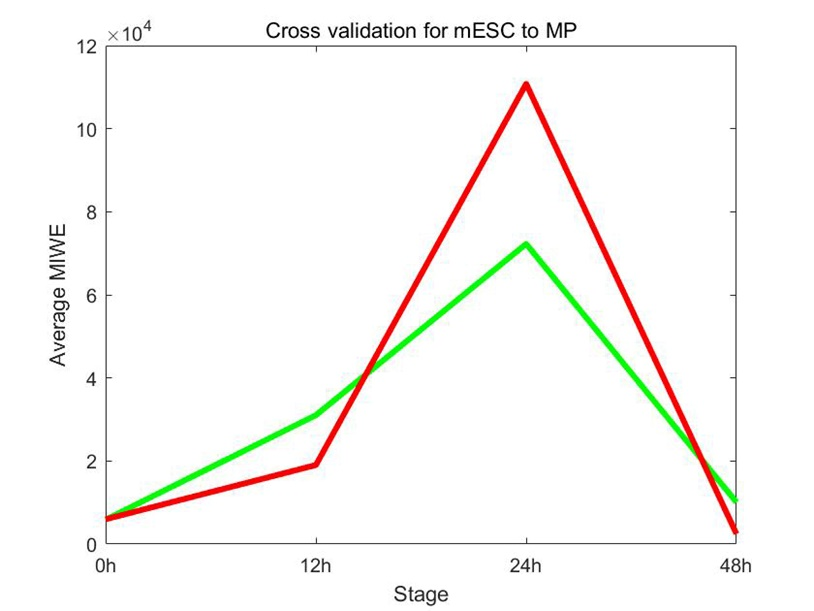 Cross validation for mESC to MP
×10⁴
12
10
8
6
4
2
0
Average MIWE
0h 12h 24h 48h
Stage